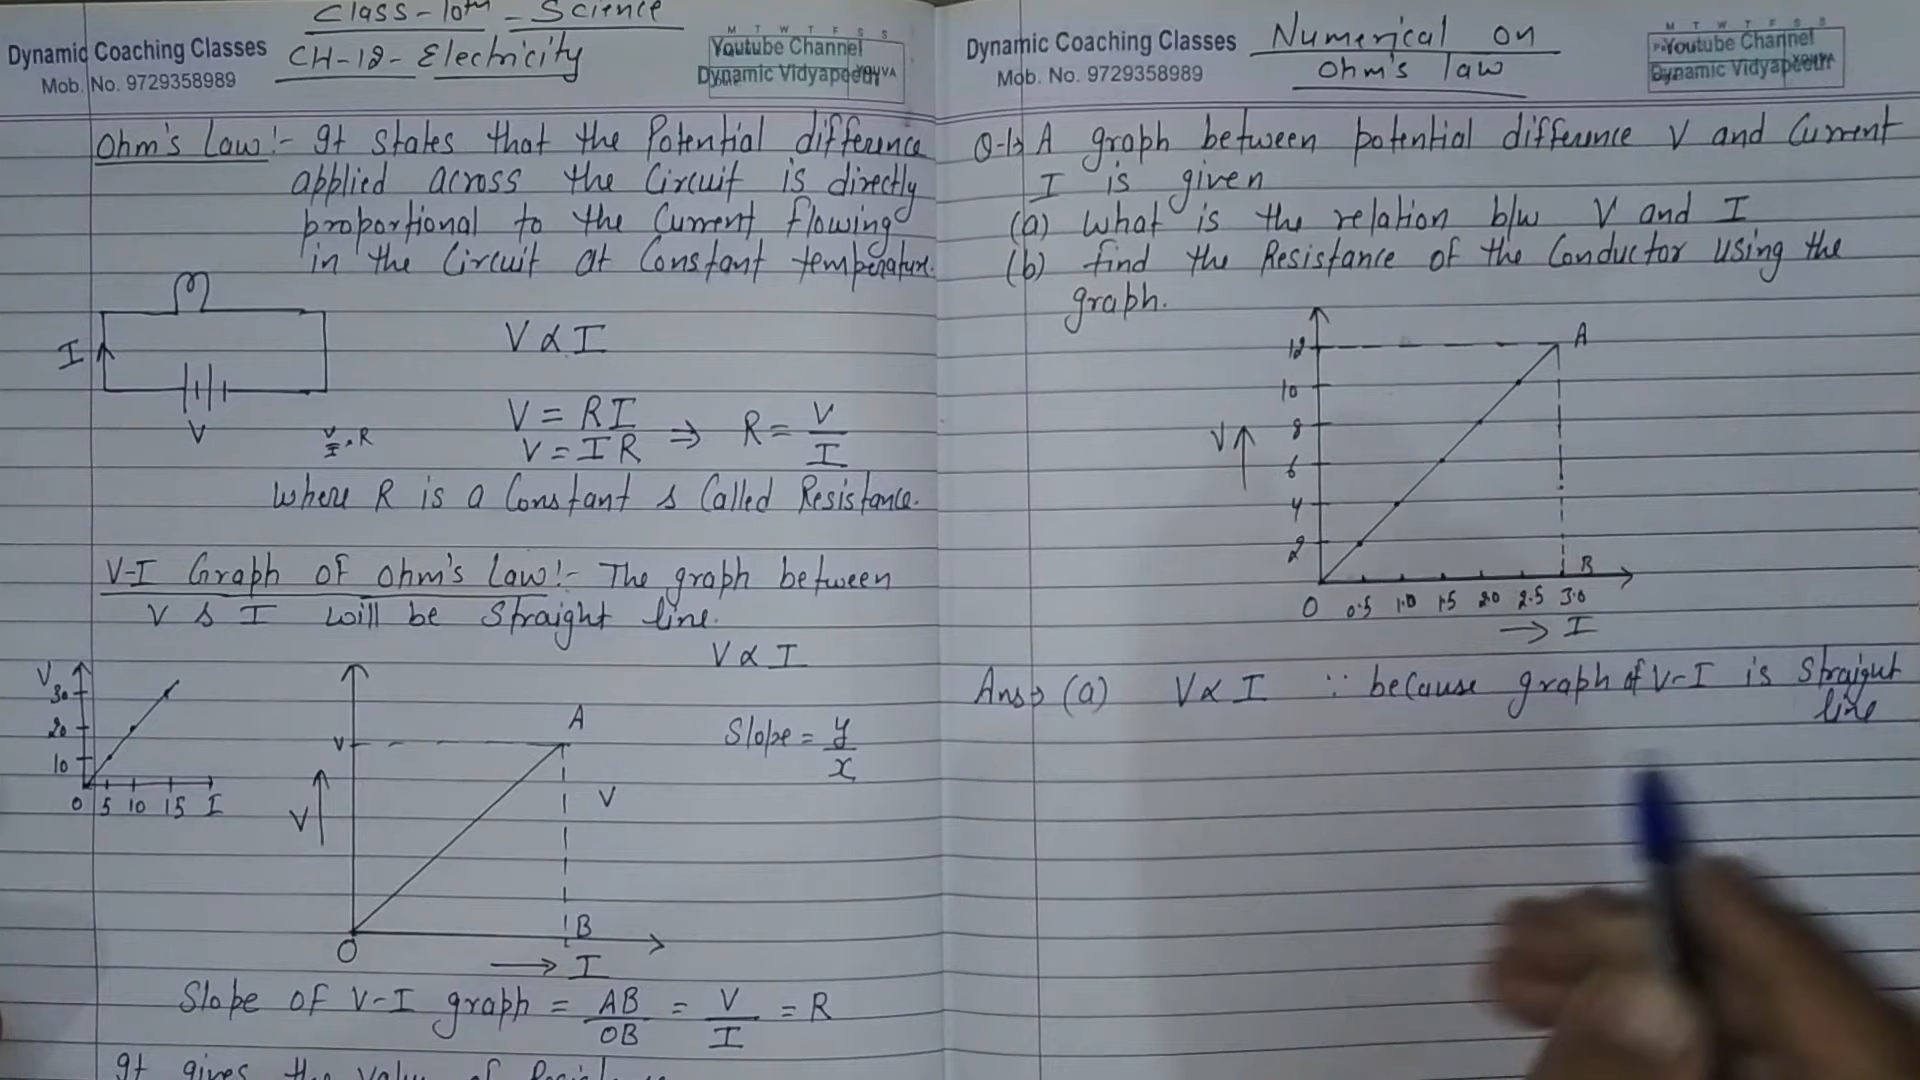 Class-10th - Science
CH-12- Electricity
Dynamic Coaching Classes
Mob. No. 9729358989
M T W T F S S
Youtube Channel
Dynamic Vidyapeeth
Ohm's Law:- It states that the Potential difference
applied across the Circuit is directly
proportional to the Current flowing
in the Circuit at Constant temperature.
I
V
V ∝ I
V = RI
V = IR ⇒ R = V/I
V/I = R
where R is a Constant & Called Resistance.
V-I Graph of Ohm's Law:- The graph between
V & I will be straight line.
V ∝ I
V
30
20
10
0 5 10 15 I
V
A
V
V
B
O
→ I
Slope = y/x
Slope of V-I graph = AB/OB = V/I = R
It gives the value of
Dynamic Coaching Classes
Mob. No. 9729358989
Numerical on
Ohm's law
M T W T F S S
Youtube Channel
Dynamic Vidyapeeth
Q-1) A graph between potential difference V and Current
I is given
(a) What is the relation b/w V and I
(b) find the Resistance of the Conductor using the
graph.
12
10
8
6
4
2
V
A
B
0 0.5 1.0 1.5 2.0 2.5 3.0
→ I
Ans) (a) V ∝ I ∵ because graph of V-I is straight
line